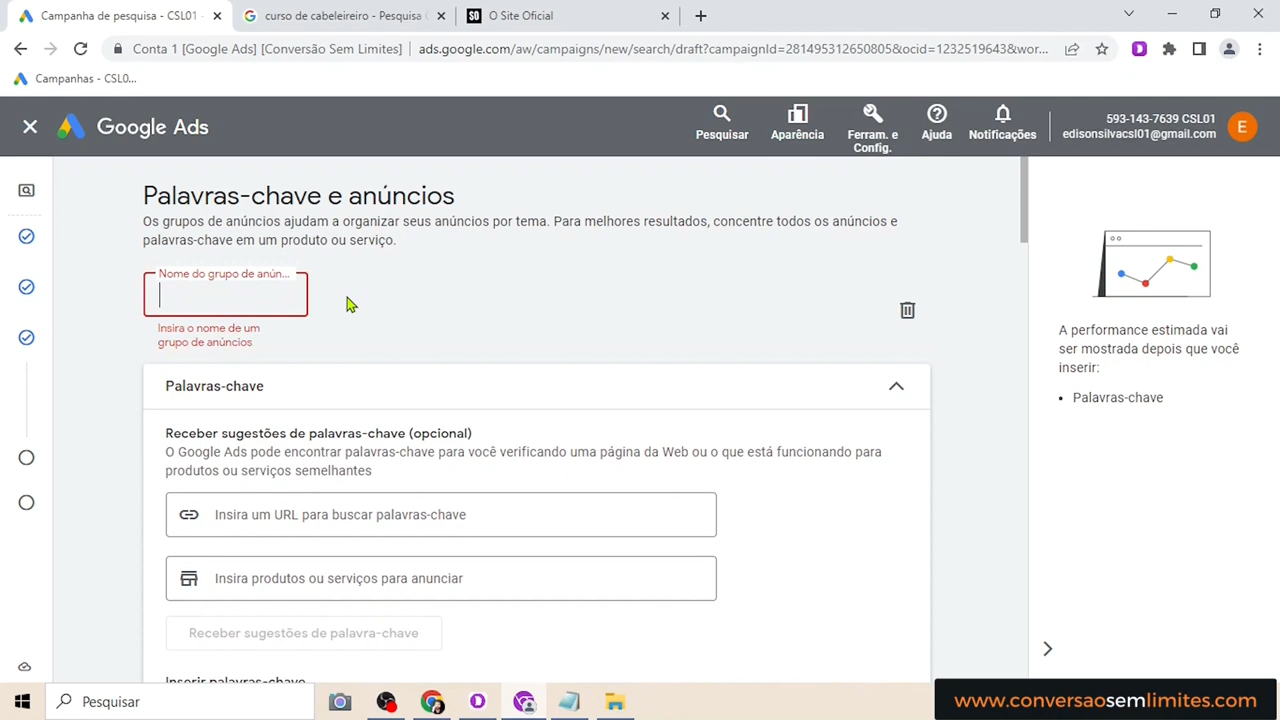 Campanha de pesquisa - CSL01 -
curso de cabeleireiro - Pesquisa G
SO
O Site Oficial
Conta 1 [Google Ads] [Conversão Sem Limites]
ads.google.com/aw/campaigns/new/search/draft?campaignId=281495312650805&ocid=1232519643&wor...
Campanhas - CSL0...
Google Ads
Pesquisar
Aparência
Ferram. e
Config.
Ajuda
Notificações
593-143-7639 CSL01
edisonsilvacsl01@gmail.com
E
Palavras-chave e anúncios
Os grupos de anúncios ajudam a organizar seus anúncios por tema. Para melhores resultados, concentre todos os anúncios e
palavras-chave em um produto ou serviço.
Nome do grupo de anún...
Insira o nome de um
grupo de anúncios
Palavras-chave
Receber sugestões de palavras-chave (opcional)
O Google Ads pode encontrar palavras-chave para você verificando uma página da Web ou o que está funcionando para
produtos ou serviços semelhantes
Insira um URL para buscar palavras-chave
Insira produtos ou serviços para anunciar
Receber sugestões de palavra-chave
Inserir palavras-chave
A performance estimada vai
ser mostrada depois que você
inserir:
• Palavras-chave
Pesquisar
www.conversaosemlimites.com